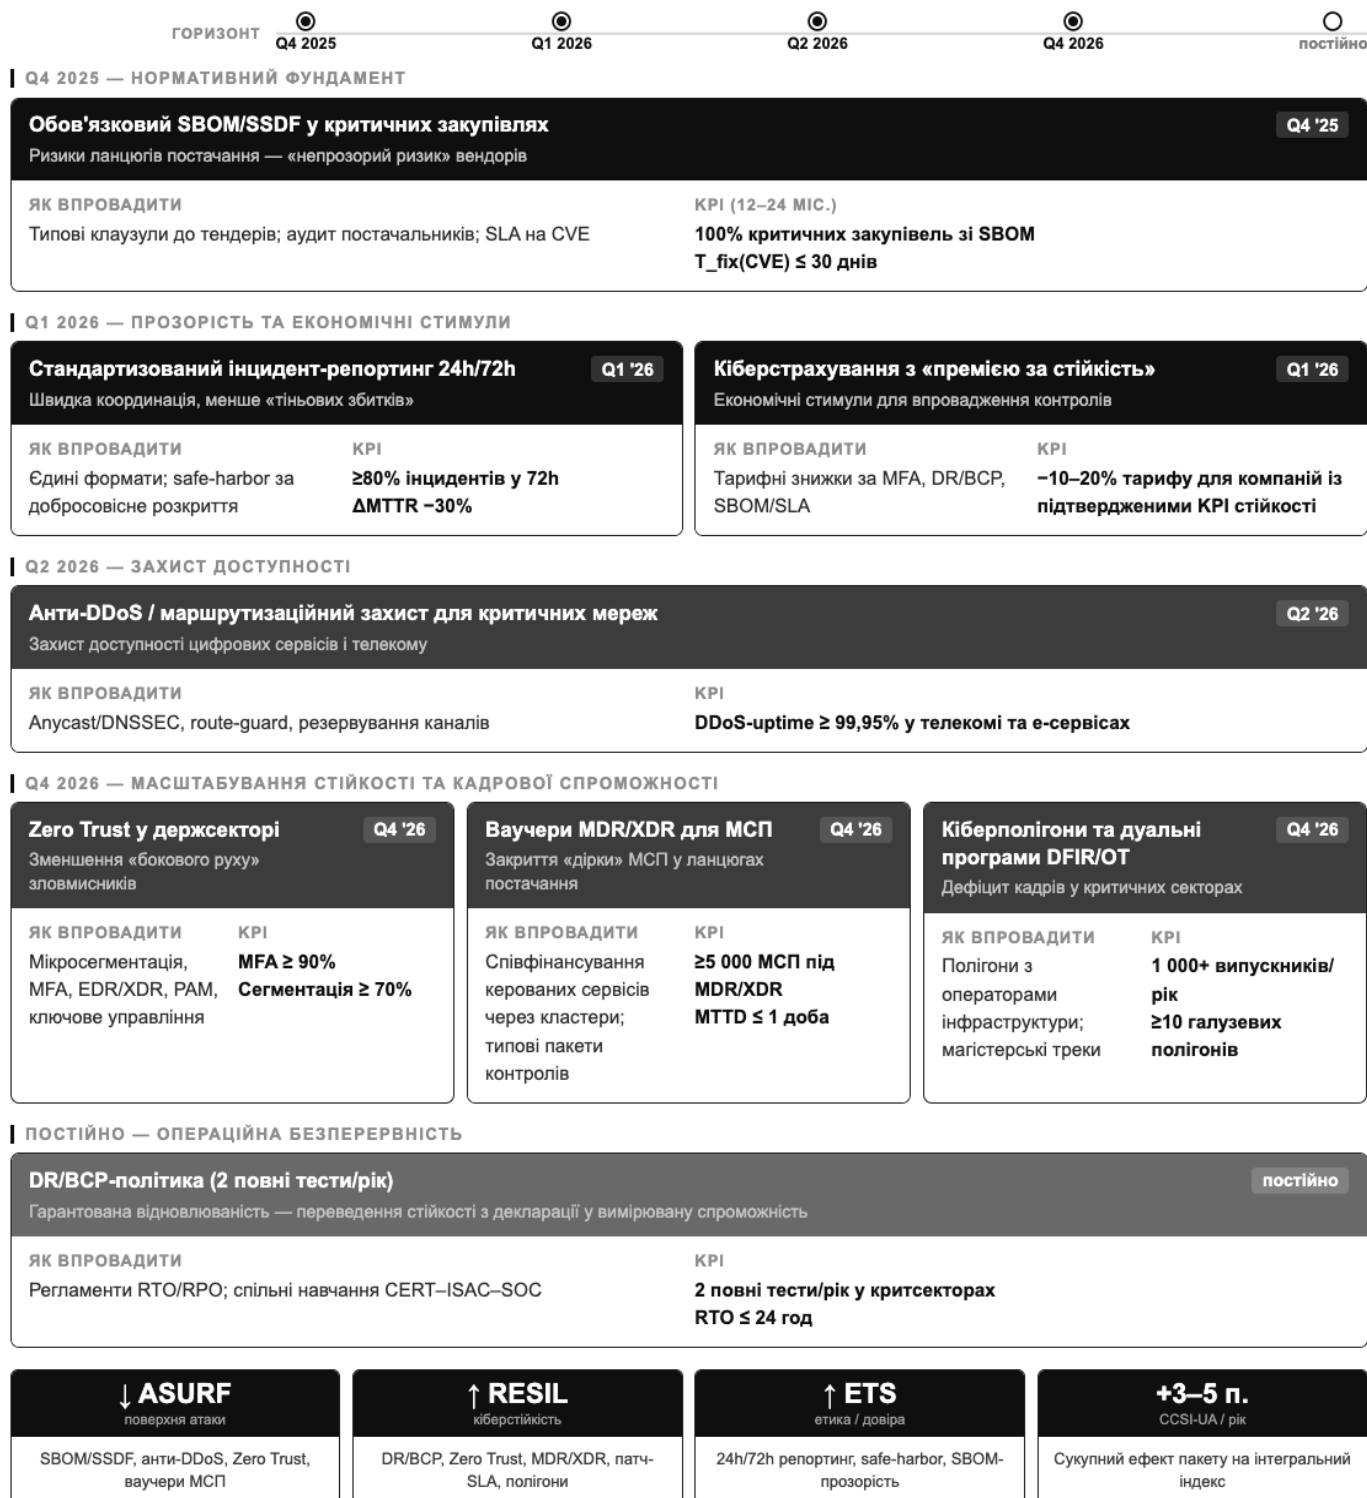 ГОРИЗОНТ
Q4 2025
Q1 2026
Q2 2026
Q4 2026
постійно
Q4 2025 — НОРМАТИВНИЙ ФУНДАМЕНТ
Обов'язковий SBOM/SSDF у критичних закупівлях
Q4 '25
Ризики ланцюгів постачання — «непрозорий ризик» вендорів
ЯК ВПРОВАДИТИ
Типові клаузули до тендерів; аудит постачальників; SLA на CVE
KPI (12–24 МІС.)
100% критичних закупівель зі SBOM
T_fix(CVE) ≤ 30 днів
Q1 2026 — ПРОЗОРІСТЬ ТА ЕКОНОМІЧНІ СТИМУЛИ
Стандартизований інцидент-репортинг 24h/72h
Q1 '26
Швидка координація, менше «тіньових збитків»
ЯК ВПРОВАДИТИ
Єдині формати; safe-harbor за
добросовісне розкриття
KPI
≥80% інцидентів у 72h
ΔMTTR −30%
Кіберстрахування з «премією за стійкість»
Q1 '26
Економічні стимули для впровадження контролів
ЯК ВПРОВАДИТИ
Тарифні знижки за MFA, DR/BCP,
SBOM/SLA
KPI
−10–20% тарифу для компаній із
підтвердженими KPI стійкості
Q2 2026 — ЗАХИСТ ДОСТУПНОСТІ
Анти-DDoS / маршрутизаційний захист для критичних мереж
Q2 '26
Захист доступності цифрових сервісів і телекому
ЯК ВПРОВАДИТИ
Anycast/DNSSEC, route-guard, резервування каналів
KPI
DDoS-uptime ≥ 99,95% у телекомі та е-сервісах
Q4 2026 — МАСШТАБУВАННЯ СТІЙКОСТІ ТА КАДРОВОЇ СПРОМОЖНОСТІ
Zero Trust у держсекторі
Q4 '26
Зменшення «бокового руху»
зловмисників
ЯК ВПРОВАДИТИ
Мікросегментація,
MFA, EDR/XDR, PAM,
ключове управління
KPI
MFA ≥ 90%
Сегментація ≥ 70%
Ваучери MDR/XDR для МСП
Q4 '26
Закриття «дірки» МСП у ланцюгах
постачання
ЯК ВПРОВАДИТИ
Співфінансування
керованих сервісів
через кластери;
типові пакети
контролів
KPI
≥5 000 МСП під
MDR/XDR
MTTD ≤ 1 доба
Кіберполігони та дуальні
програми DFIR/OT
Q4 '26
Дефіцит кадрів у критичних секторах
ЯК ВПРОВАДИТИ
Полігони з
операторами
інфраструктури;
магістерські треки
KPI
1 000+ випускників/
рік
≥10 галузевих
полігонів
ПОСТІЙНО — ОПЕРАЦІЙНА БЕЗПЕРЕРВНІСТЬ
DR/BCP-політика (2 повні тести/рік)
постійно
Гарантована відновлюваність — переведення стійкості з декларації у вимірювану спроможність
ЯК ВПРОВАДИТИ
Регламенти RTO/RPO; спільні навчання CERT–ISAC–SOC
KPI
2 повні тести/рік у критсекторах
RTO ≤ 24 год
↓ ASURF
поверхня атаки
SBOM/SSDF, анти-DDoS, Zero Trust,
ваучери МСП
↑ RESIL
кіберстійкість
DR/BCP, Zero Trust, MDR/XDR, патч-
SLA, полігони
↑ ETS
етика / довіра
24h/72h репортинг, safe-harbor, SBOM-
прозорість
+3–5 п.
CCSI-UA / рік
Сукупний ефект пакету на інтегральний
індекс